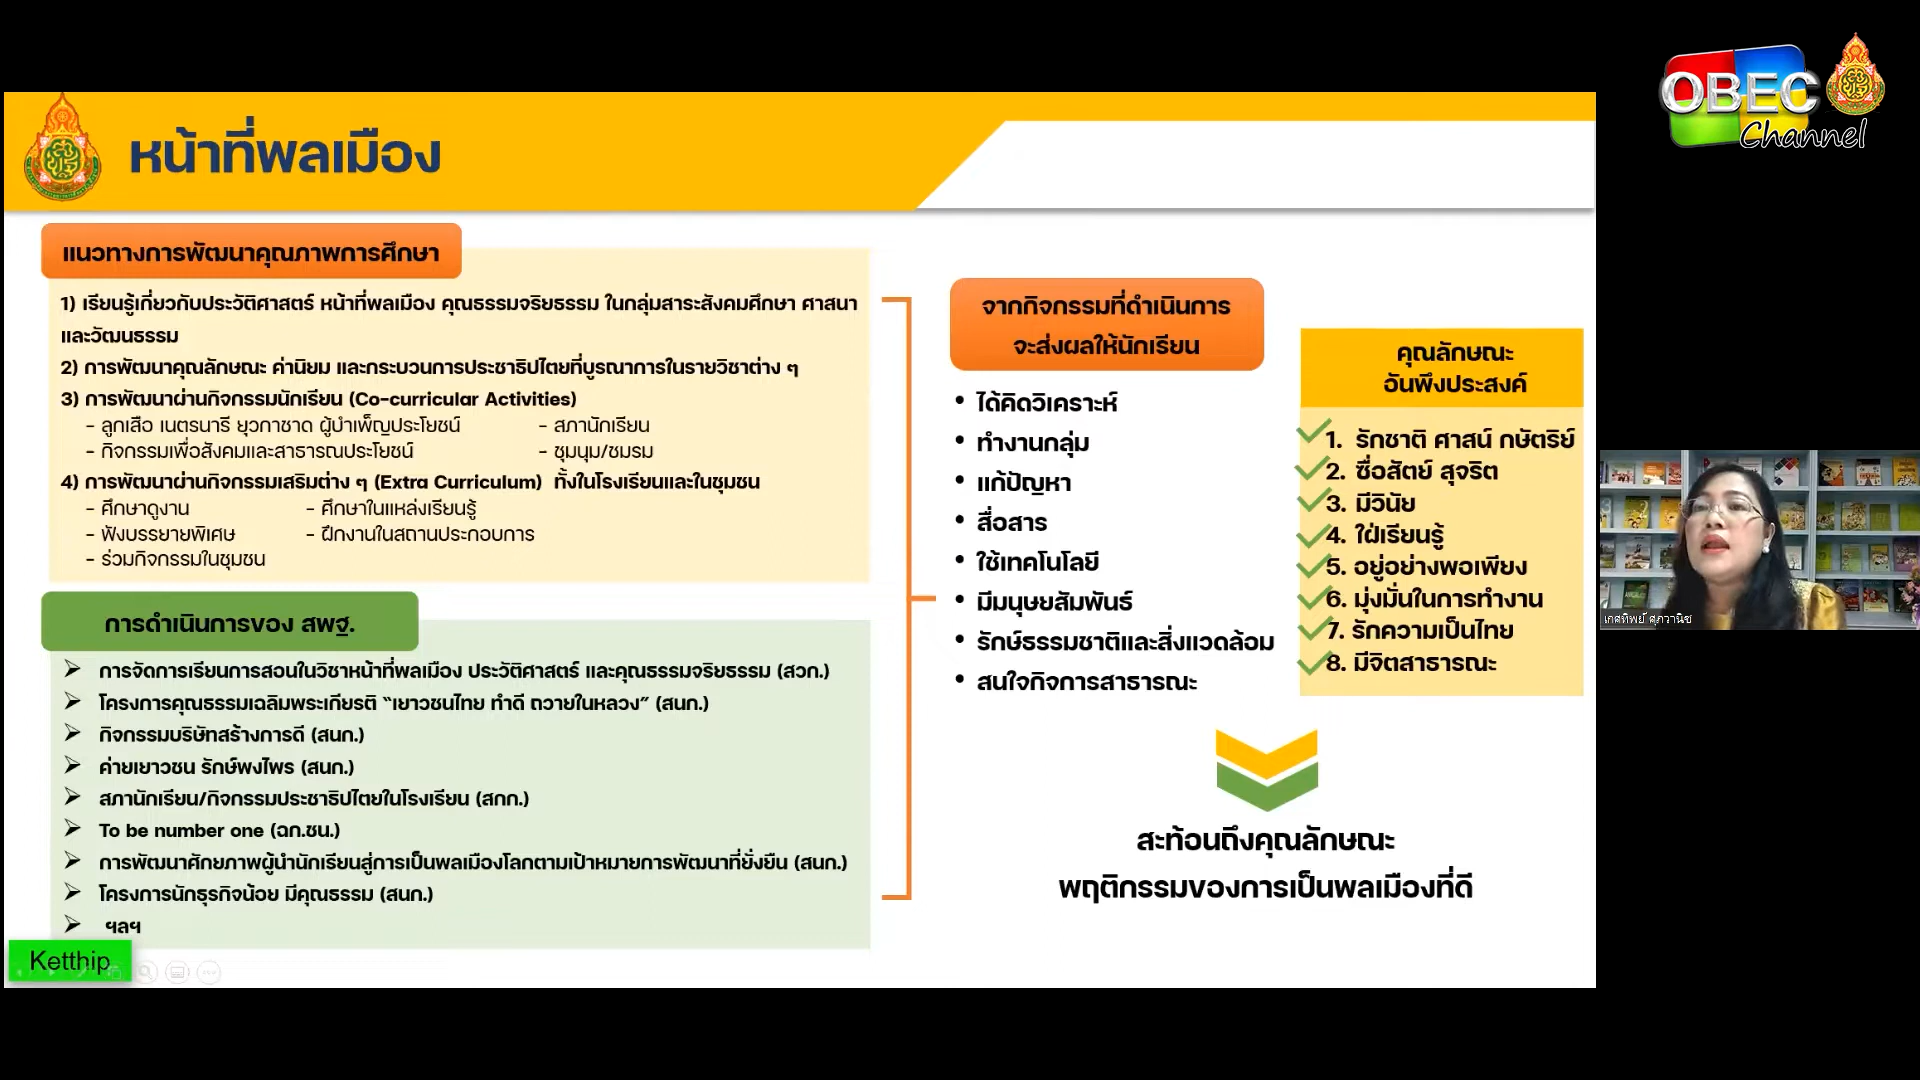 OBEC
Channel
หน้าที่พลเมือง
แนวทางการพัฒนาคุณภาพการศึกษา
1) เรียนรู้เกี่ยวกับประวัติศาสตร์ หน้าที่พลเมือง คุณธรรมจริยธรรม ในกลุ่มสาระสังคมศึกษา ศาสนา
และวัฒนธรรม
2) การพัฒนาคุณลักษณะ ค่านิยม และกระบวนการประชาธิปไตยที่บูรณาการในรายวิชาต่าง ๆ
3) การพัฒนาผ่านกิจกรรมนักเรียน (Co-curricular Activities)
- ลูกเสือ เนตรนารี ยุวกาชาด ผู้บำเพ็ญประโยชน์ - สภานักเรียน
- กิจกรรมเพื่อสังคมและสาธารณประโยชน์ - ชุมนุม/ชมรม
4) การพัฒนาผ่านกิจกรรมเสริมต่าง ๆ (Extra Curriculum) ทั้งในโรงเรียนและในชุมชน
- ศึกษาดูงาน - ศึกษาในแหล่งเรียนรู้
- ฟังบรรยายพิเศษ - ฝึกงานในสถานประกอบการ
- ร่วมกิจกรรมในชุมชน
การดำเนินการของ สพฐ.
การจัดการเรียนการสอนในวิชาหน้าที่พลเมือง ประวัติศาสตร์ และคุณธรรมจริยธรรม (สวก.)
โครงการคุณธรรมเฉลิมพระเกียรติ “เยาวชนไทย ทำดี ถวายในหลวง” (สนก.)
กิจกรรมบริษัทสร้างการดี (สนก.)
ค่ายเยาวชน รักษ์พงไพร (สนก.)
สภานักเรียน/กิจกรรมประชาธิปไตยในโรงเรียน (สกก.)
To be number one (ฉก.ชน.)
การพัฒนาศักยภาพผู้นำนักเรียนสู่การเป็นพลเมืองโลกตามเป้าหมายการพัฒนาที่ยั่งยืน (สนก.)
โครงการนักธุรกิจน้อย มีคุณธรรม (สนก.)
ฯลฯ
จากกิจกรรมที่ดำเนินการ
จะส่งผลให้นักเรียน
• ได้คิดวิเคราะห์
• ทำงานกลุ่ม
• แก้ปัญหา
• สื่อสาร
• ใช้เทคโนโลยี
• มีมนุษยสัมพันธ์
• รักษ์ธรรมชาติและสิ่งแวดล้อม
• สนใจกิจการสาธารณะ
คุณลักษณะ
อันพึงประสงค์
1. รักชาติ ศาสน์ กษัตริย์
2. ซื่อสัตย์ สุจริต
3. มีวินัย
4. ใฝ่เรียนรู้
5. อยู่อย่างพอเพียง
6. มุ่งมั่นในการทำงาน
7. รักความเป็นไทย
8. มีจิตสาธารณะ
สะท้อนถึงคุณลักษณะ
พฤติกรรมของการเป็นพลเมืองที่ดี
Ketthip
เกศทิพย์ ศุภวานิช